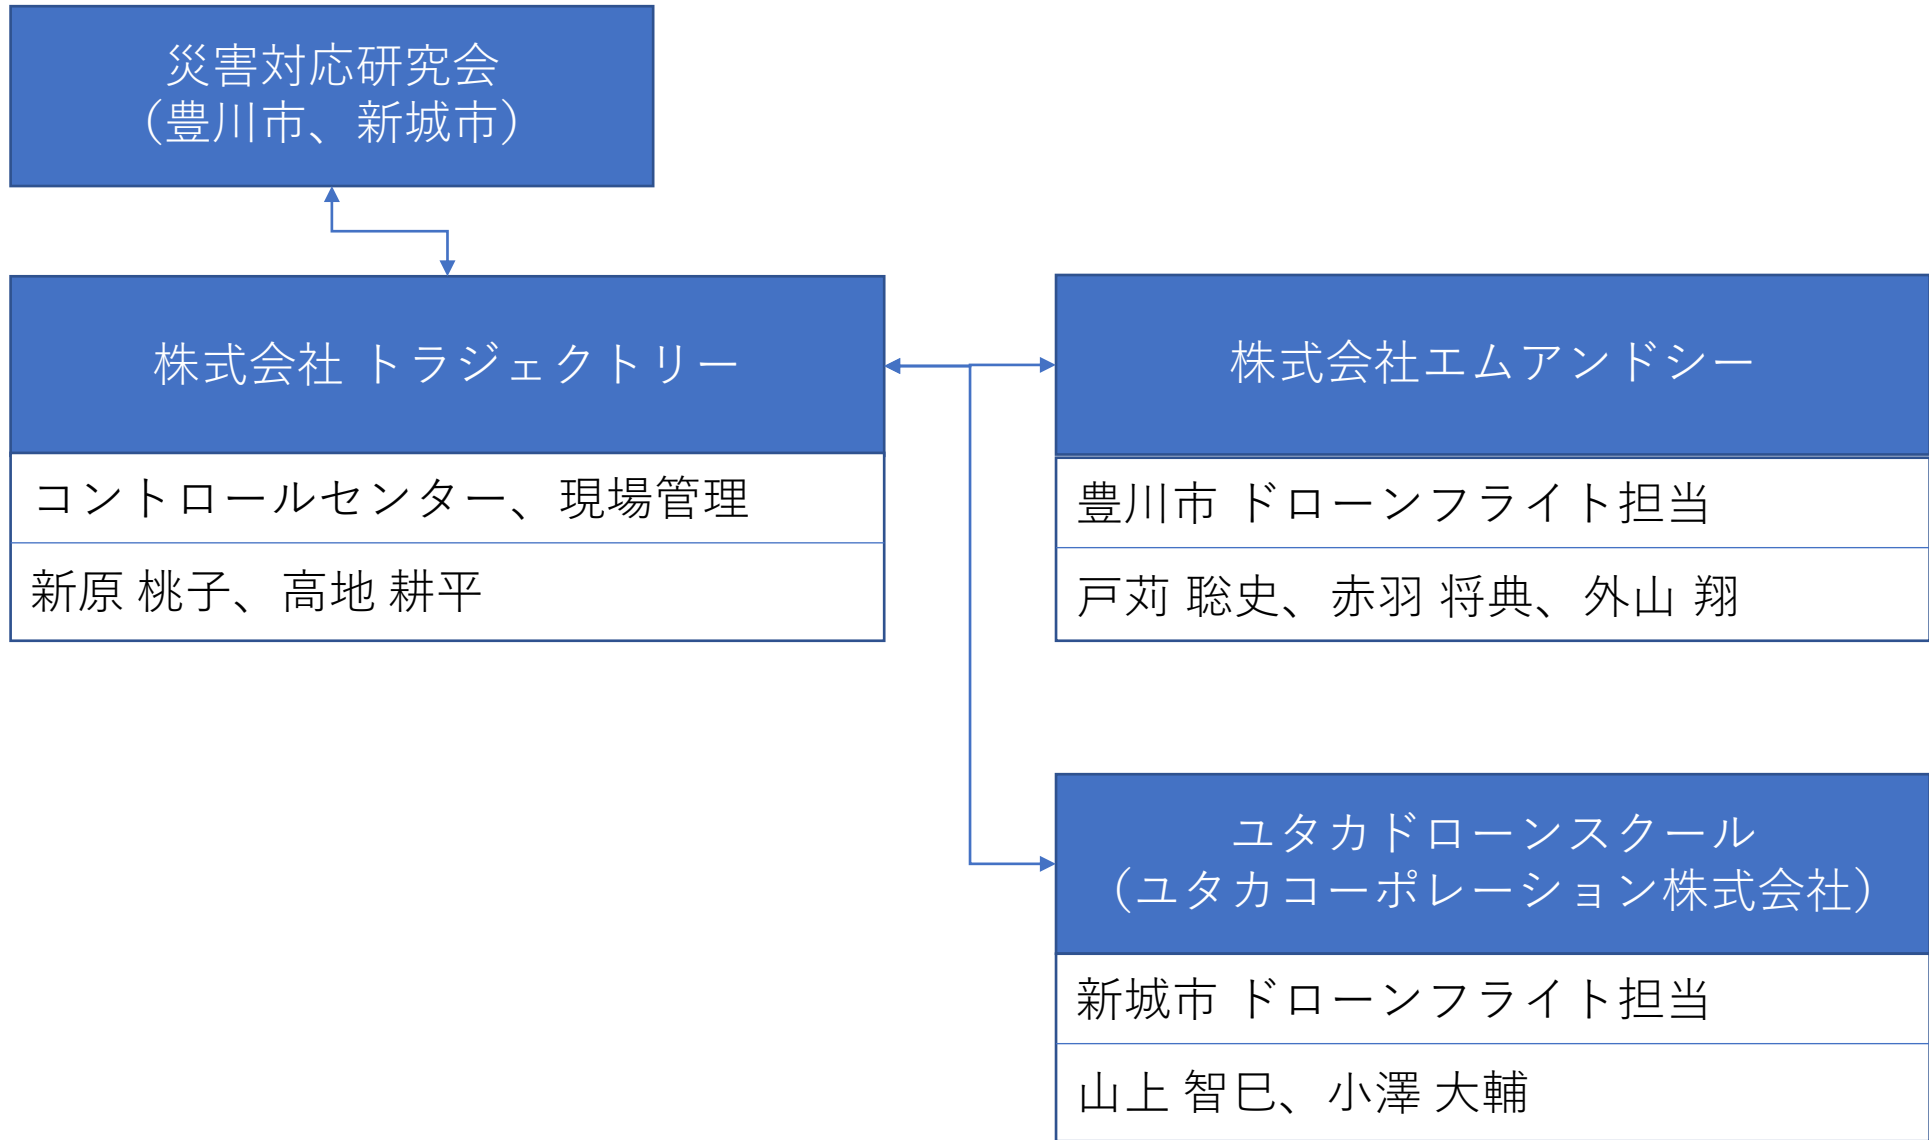 災害対応研究会
（豊川市、新城市）
株式会社 トラジェクトリー
コントロールセンター、現場管理
新原 桃子、高地 耕平
株式会社エムアンドシー
豊川市 ドローンフライト担当
戸苅 聡史、赤羽 将典、外山 翔
ユタカドローンスクール
（ユタカコーポレーション株式会社）
新城市 ドローンフライト担当
山上 智巳、小澤 大輔